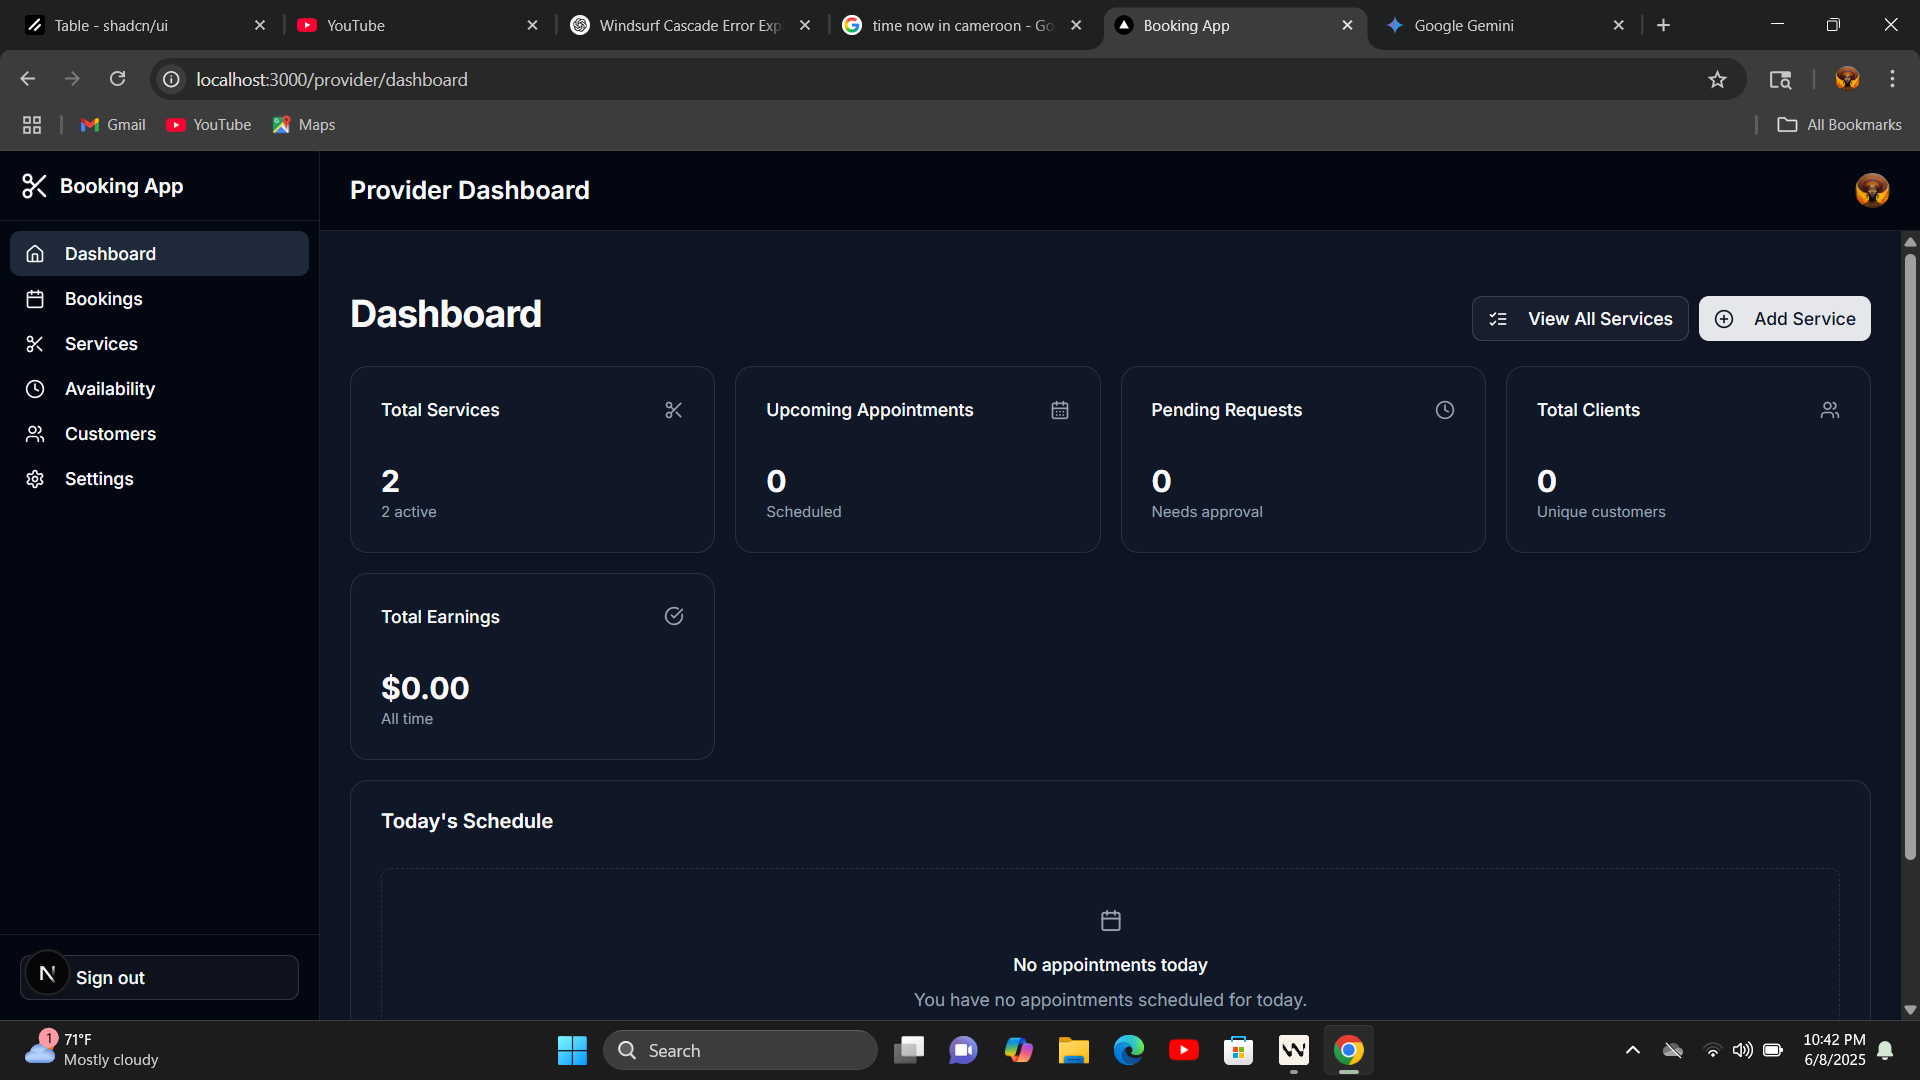 Table - shadcn/ui
YouTube
Windsurf Cascade Error Exp
time now in cameroon - Go
Booking App
Google Gemini
localhost:3000/provider/dashboard
Gmail
YouTube
Maps
All Bookmarks
Booking App
Provider Dashboard
Dashboard
Bookings
Services
Availability
Customers
Settings
Dashboard
View All Services
Add Service
Total Services
2
2 active
Upcoming Appointments
0
Scheduled
Pending Requests
0
Needs approval
Total Clients
0
Unique customers
Total Earnings
$0.00
All time
Today's Schedule
No appointments today
You have no appointments scheduled for today.
N
Sign out
1
71°F
Mostly cloudy
Search
10:42 PM
6/8/2025